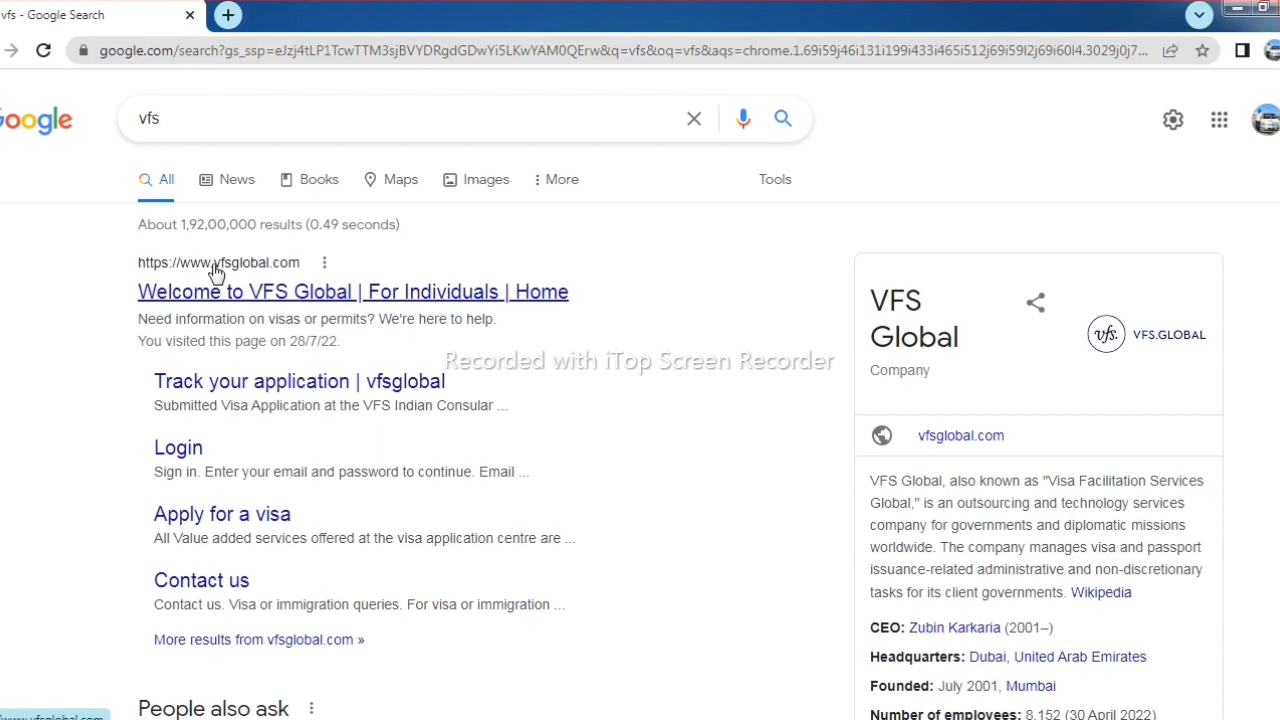 vfs - Google Search
google.com/search?gs_ssp=eJzj4tLP1TcwTTM3sjBVYDRgdGDwYi5LKwYAM0QErw&q=vfs&oq=vfs&aqs=chrome.1.69i59j46i131i199i433i465i512j69i59l2j69i60l4.3029j0j7...
Google
vfs
All
News
Books
Maps
Images
More
Tools
About 1,92,00,000 results (0.49 seconds)
https://www.vfsglobal.com
Welcome to VFS Global | For Individuals | Home
Need information on visas or permits? We're here to help.
You visited this page on 28/7/22.
Recorded with iTop Screen Recorder
Track your application | vfsglobal
Submitted Visa Application at the VFS Indian Consular ...
Login
Sign in. Enter your email and password to continue. Email ...
Apply for a visa
All Value added services offered at the visa application centre are ...
Contact us
Contact us. Visa or immigration queries. For visa or immigration ...
More results from vfsglobal.com »
People also ask
VFS
Global
Company
vfs.
VFS.GLOBAL
vfsglobal.com
VFS Global, also known as "Visa Facilitation Services
Global," is an outsourcing and technology services
company for governments and diplomatic missions
worldwide. The company manages visa and passport
issuance-related administrative and non-discretionary
tasks for its client governments. Wikipedia
CEO: Zubin Karkaria (2001–)
Headquarters: Dubai, United Arab Emirates
Founded: July 2001, Mumbai
Number of employees: 8,152 (30 April 2022)
/www.vfsglobal.com